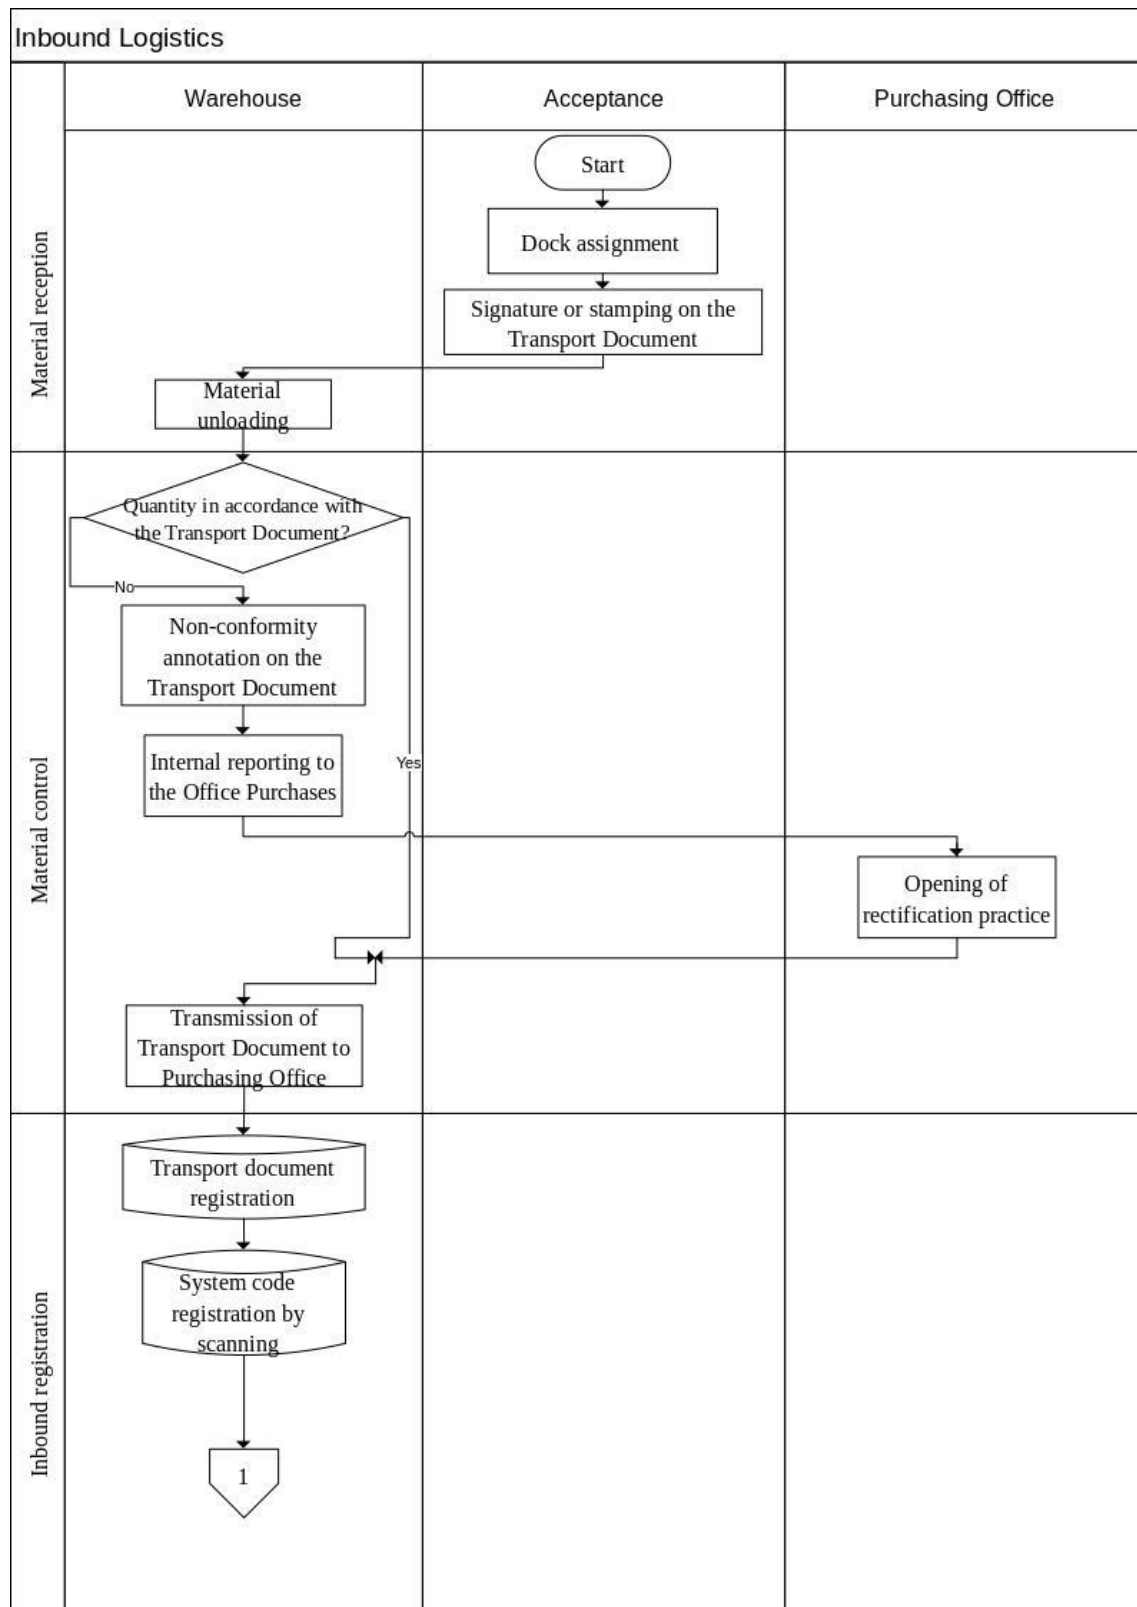 Inbound Logistics
Warehouse
Acceptance
Purchasing Office
Material reception
Start
Dock assignment
Signature or stamping on the
Transport Document
Material
unloading
Material control
Quantity in accordance with
the Transport Document?
No
Non-conformity
annotation on the
Transport Document
Internal reporting to
the Office Purchases
Yes
Opening of
rectification practice
Transmission of
Transport Document to
Purchasing Office
Inbound registration
Transport document
registration
System code
registration by
scanning
1